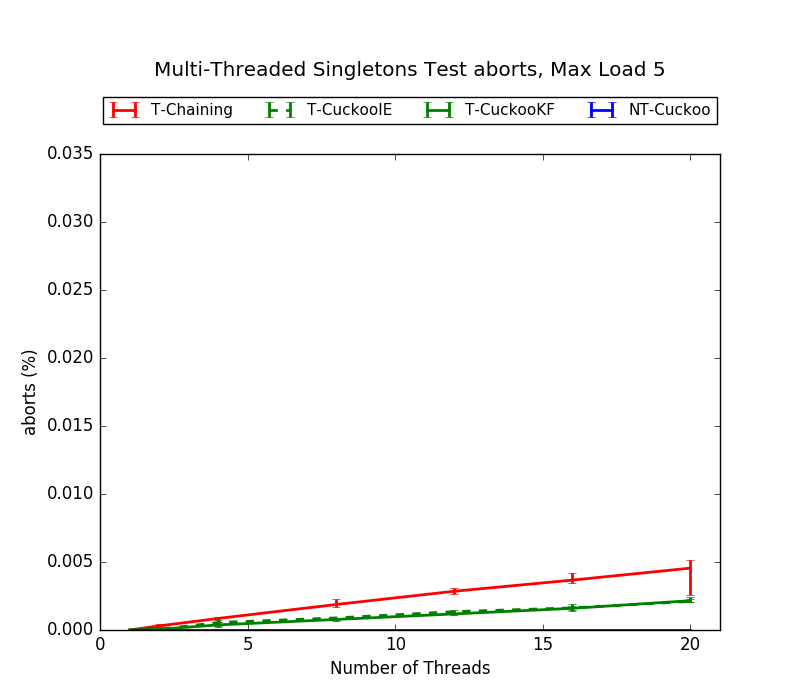 Multi-Threaded Singletons Test aborts, Max Load 5
T-Chaining T-CuckooIE T-CuckooKF NT-Cuckoo
0.035
0.030
0.025
0.020
0.015
0.010
0.005
0.000
aborts (%)
0 5 10 15 20
Number of Threads